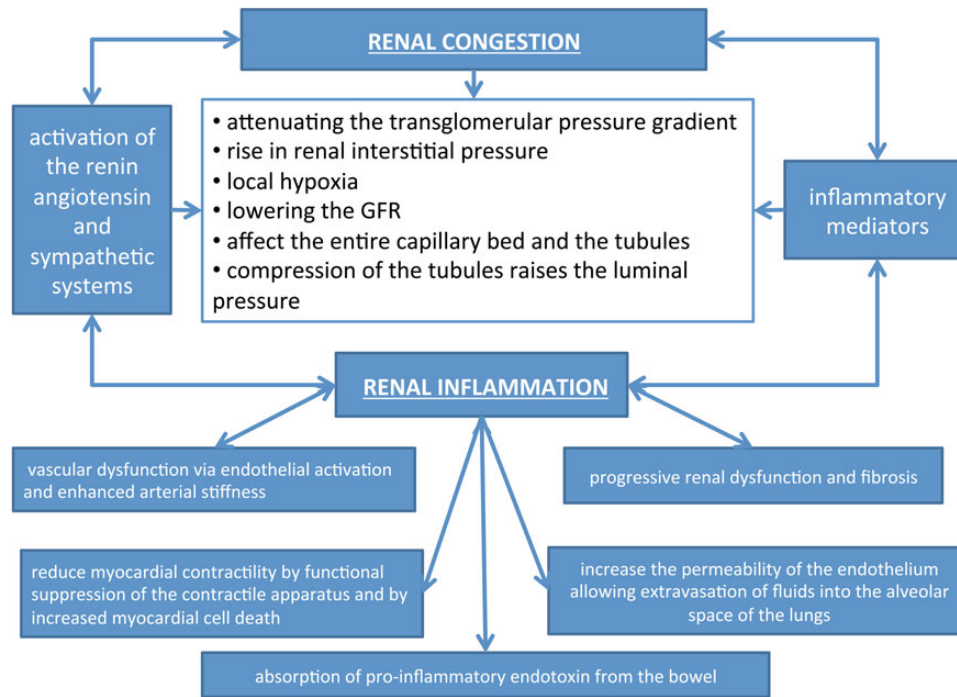 RENAL CONGESTION
activation of
the renin
angiotensin
and
sympathetic
systems
• attenuating the transglomerular pressure gradient
• rise in renal interstitial pressure
• local hypoxia
• lowering the GFR
• affect the entire capillary bed and the tubules
• compression of the tubules raises the luminal
pressure
inflammatory
mediators
RENAL INFLAMMATION
vascular dysfunction via endothelial activation
and enhanced arterial stiffness
progressive renal dysfunction and fibrosis
reduce myocardial contractility by functional
suppression of the contractile apparatus and by
increased myocardial cell death
increase the permeability of the endothelium
allowing extravasation of fluids into the alveolar
space of the lungs
absorption of pro-inflammatory endotoxin from the bowel